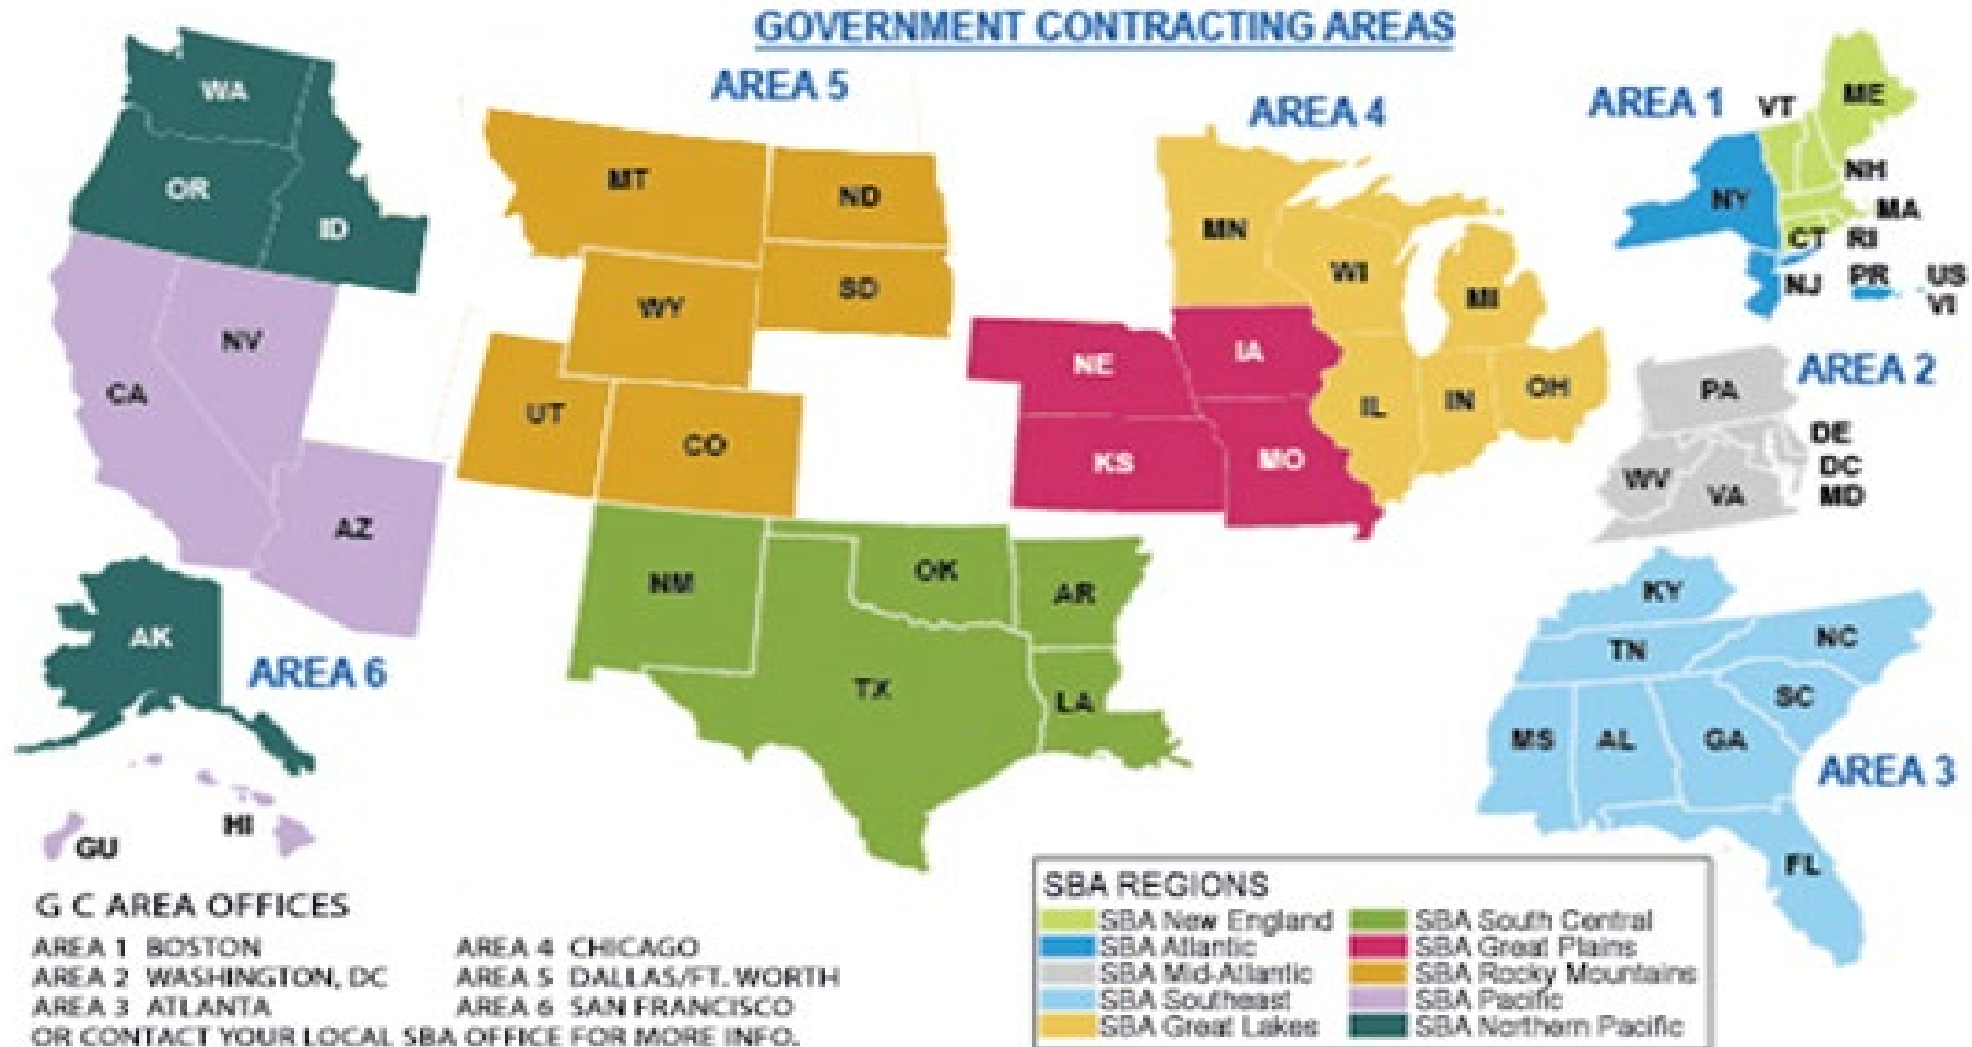 GOVERNMENT CONTRACTING AREAS
AREA 5
AREA 4
AREA 1
VT
ME
WA
MT
ND
NH
OR
ID
NY
MA
MN
CT RI
WI
NJ PR US
VI
SD
MI
WY
NV
NE
IA
PA
AREA 2
CA
UT
CO
IL
IN
OH
DE
KS
MO
DC
WV
VA
MD
AZ
NM
OK
AR
KY
AK
AREA 6
TN
NC
TX
LA
SC
MS
AL
GA
AREA 3
GU
HI
FL
G C AREA OFFICES
AREA 1 BOSTON
AREA 2 WASHINGTON, DC
AREA 3 ATLANTA
AREA 4 CHICAGO
AREA 5 DALLAS/FT. WORTH
AREA 6 SAN FRANCISCO
OR CONTACT YOUR LOCAL SBA OFFICE FOR MORE INFO.
SBA REGIONS
SBA New England
SBA Atlantic
SBA Mid-Atlantic
SBA Southeast
SBA Great Lakes
SBA South Central
SBA Great Plains
SBA Rocky Mountains
SBA Pacific
SBA Northern Pacific